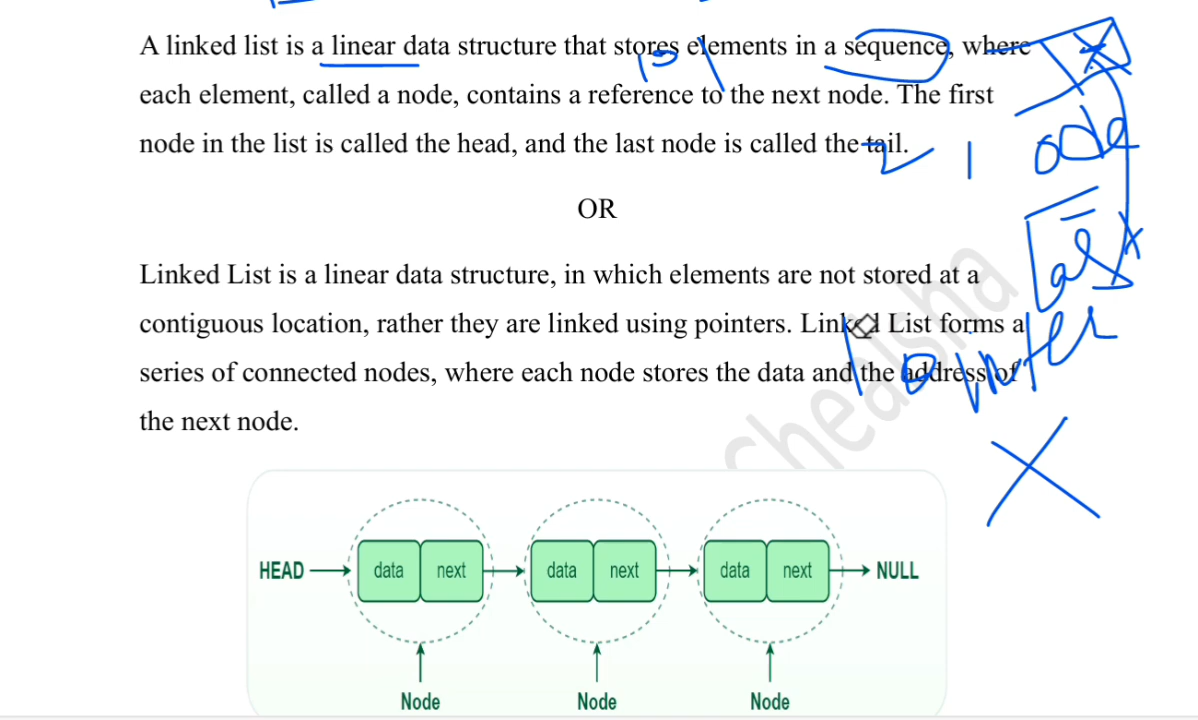 A linked list is a linear data structure that stores elements in a sequence, where
each element, called a node, contains a reference to the next node. The first
node in the list is called the head, and the last node is called the tail.
2 1 ode
OR
Linked List is a linear data structure, in which elements are not stored at a
contiguous location, rather they are linked using pointers. Linked List forms a
series of connected nodes, where each node stores the data and the address of
the next node.
HEAD data next data next data next NULL
Node Node Node